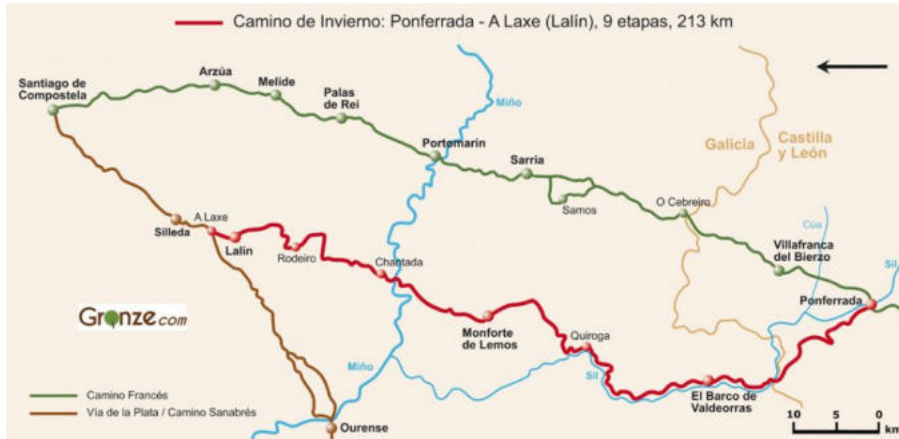 Camino de Invierno: Ponferrada - A Laxe (Lalín), 9 etapas, 213 km
Santiago de
Compostela
Arzúa
Melide
Palas
de Rei
Miño
Portomarín
Sarria
Samos
Galicia
Castilla
y León
O Cebreiro
Cúa
Villafranca
del Bierzo
Sil
Ponferrada
A Laxe
Silleda
Lalín
Rodeiro
Chantada
Monforte
de Lemos
Quiroga
Sil
El Barco de
Valdeorras
Gronze.com
Miño
Camino Francés
Vía de la Plata / Camino Sanabrés
Ourense
10 5 0
km